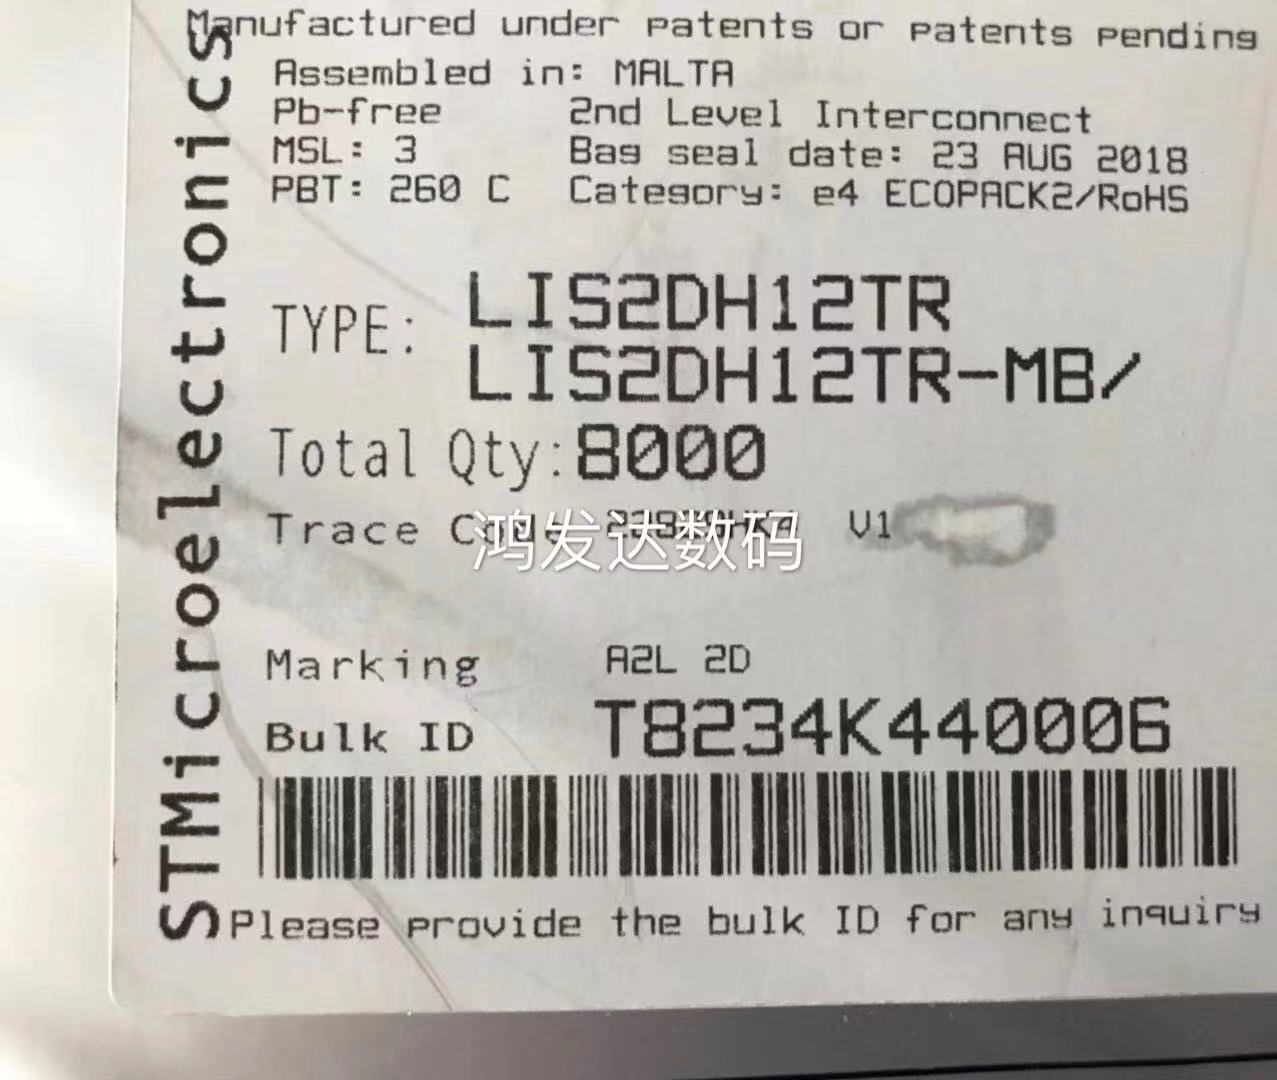 Manufactured under patents or patents pending
Assembled in: MALTA
Pb-free 2nd Level Interconnect
MSL: 3 Bag seal date: 23 AUG 2018
PBT: 260 C Category: e4 ECOPACK2/RoHS
TYPE: LIS2DH12TR
LIS2DH12TR-MB/
Total Qty: 8000
Trace Code V1
鸿发达数码
Marking A2L 2D
Bulk ID T8234K440006
Please provide the bulk ID for any inquiry
STMicroelectronics